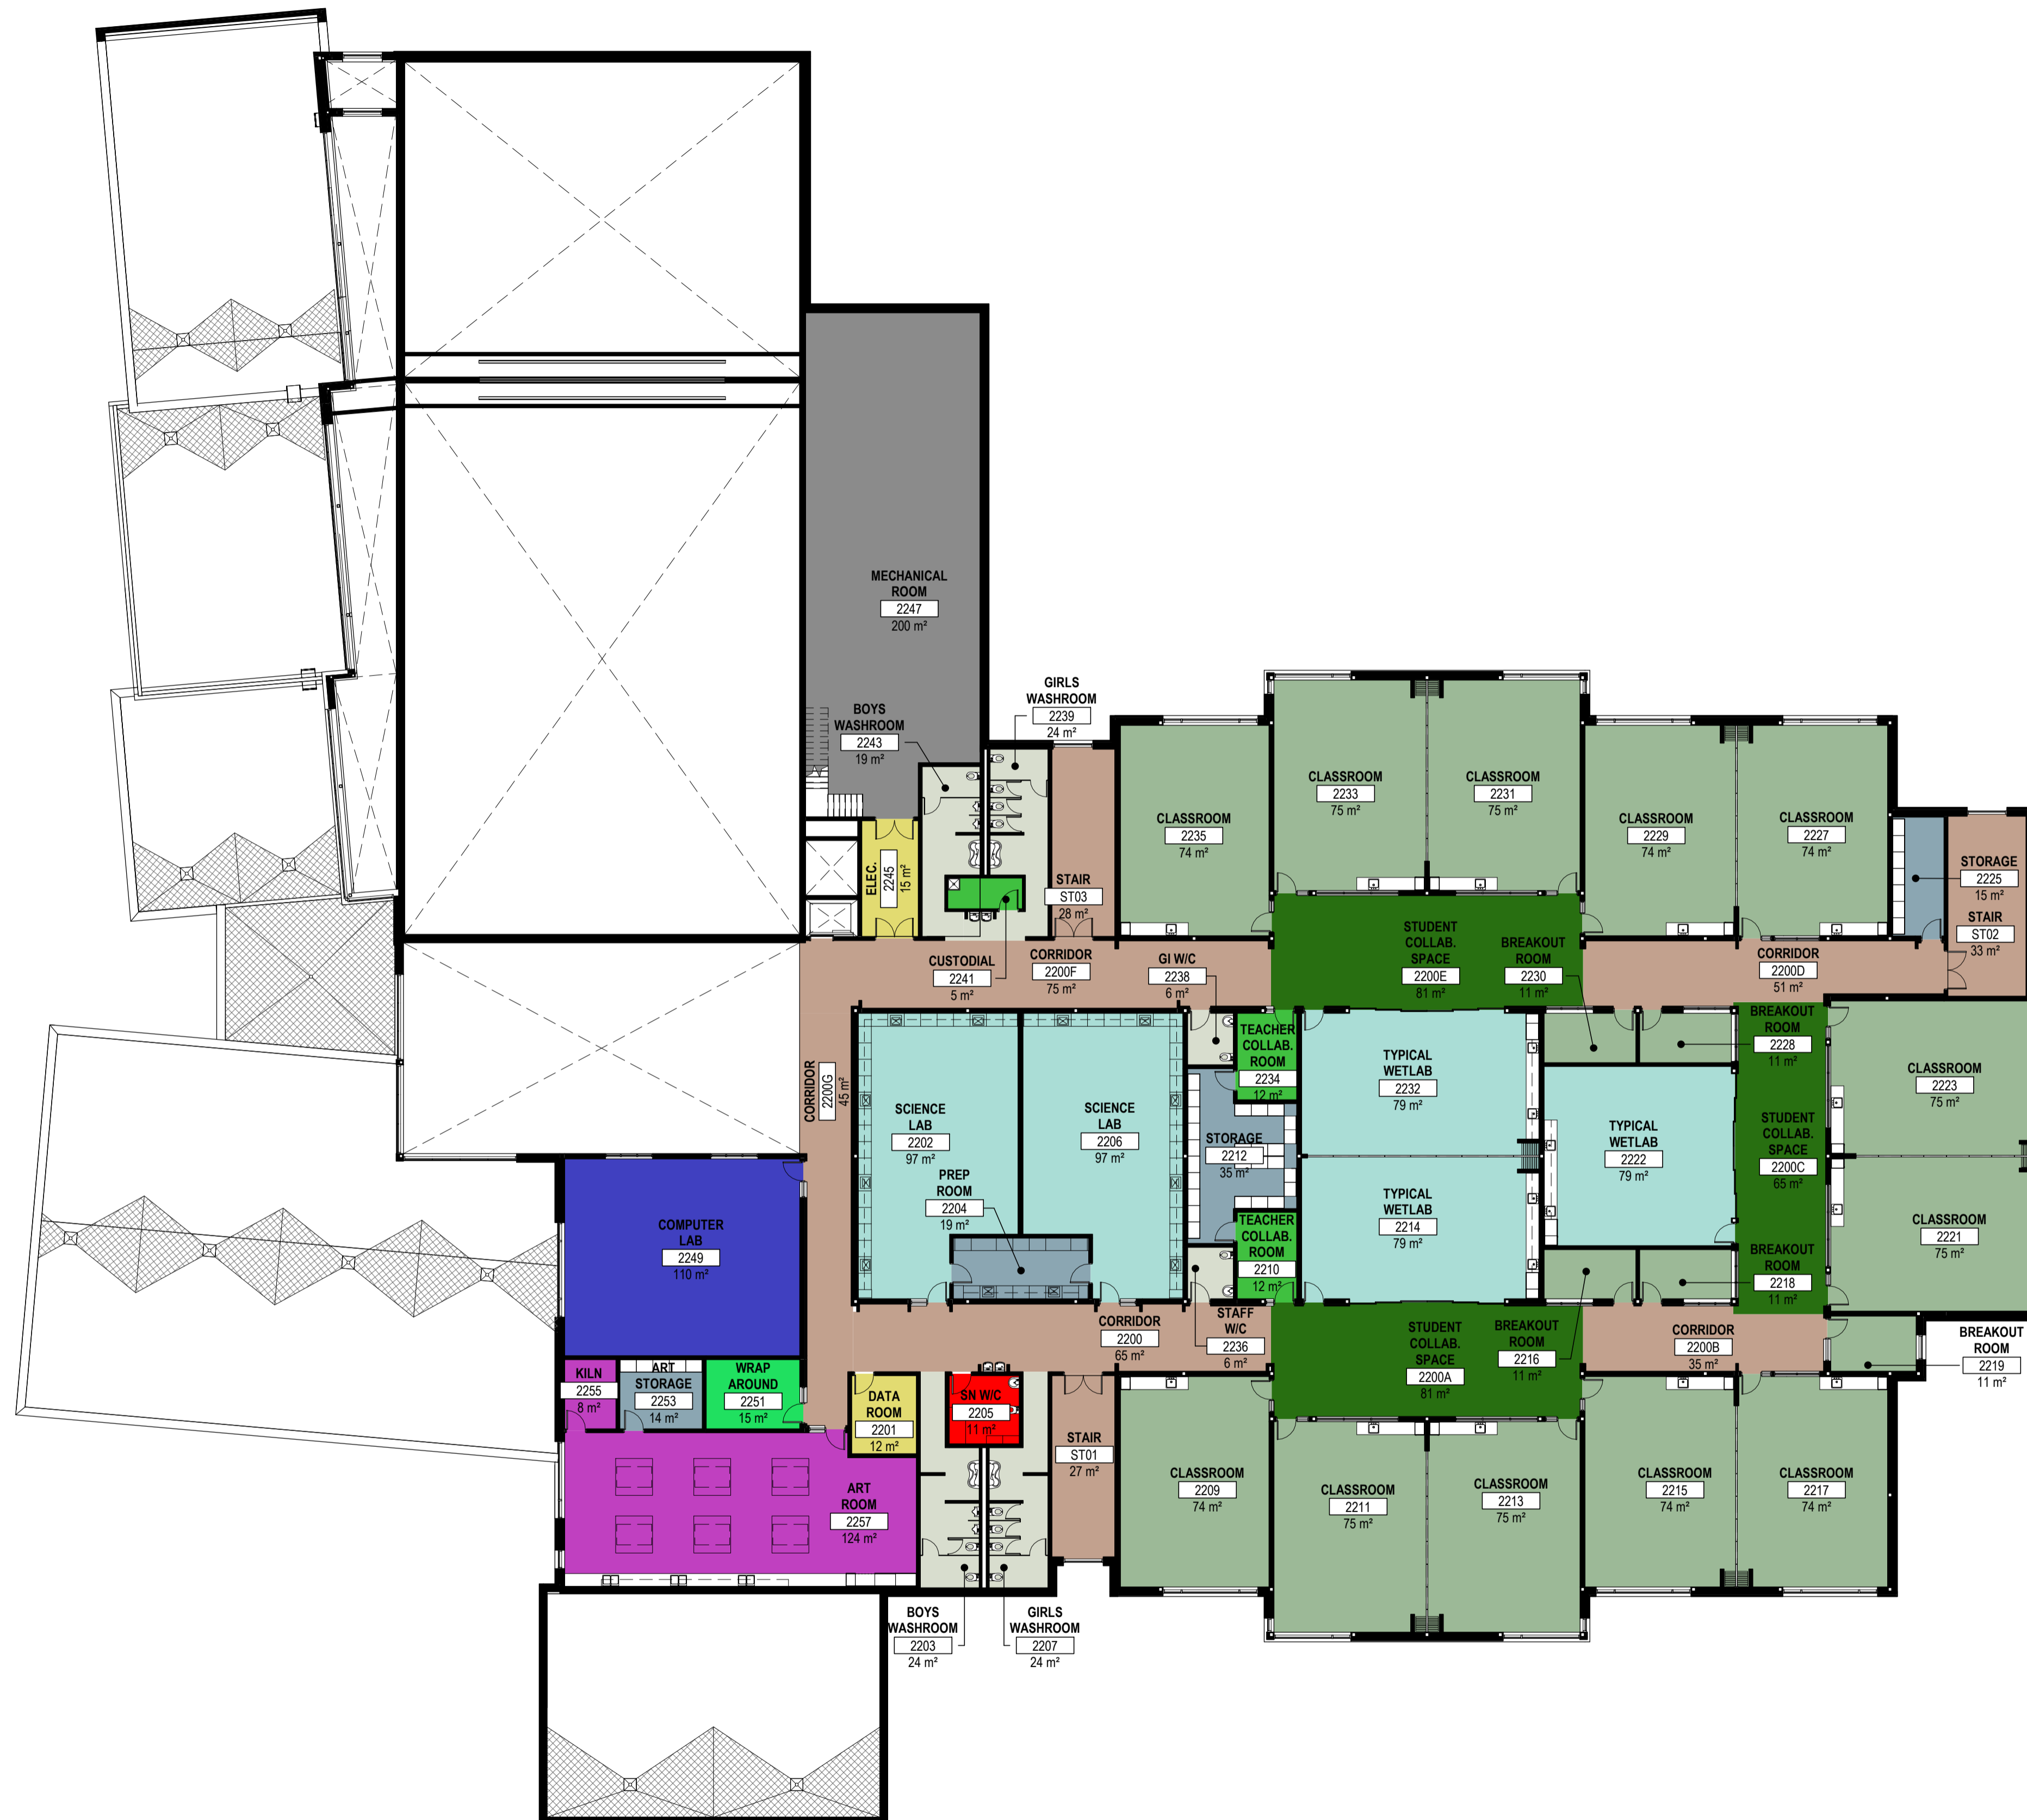 MECHANICAL
ROOM
2247
200 m²
GIRLS
WASHROOM
2239
24 m²
BOYS
WASHROOM
2243
19 m²
CLASSROOM
2233
75 m²
CLASSROOM
2231
75 m²
CLASSROOM
2235
74 m²
CLASSROOM
2229
74 m²
CLASSROOM
2227
74 m²
STORAGE
2225
15 m²
STAIR
ST02
33 m²
ELEC.
2245
15 m²
STAIR
ST03
28 m²
CUSTODIAL
2241
5 m²
CORRIDOR
2200F
75 m²
GI W/C
2238
6 m²
STUDENT
COLLAB.
SPACE
2200E
81 m²
BREAKOUT
ROOM
2230
11 m²
CORRIDOR
2200D
51 m²
BREAKOUT
ROOM
2228
11 m²
CORRIDOR
2200G
45 m²
SCIENCE
LAB
2202
97 m²
SCIENCE
LAB
2206
97 m²
PREP
ROOM
2204
19 m²
TEACHER
COLLAB.
ROOM
2234
12 m²
STORAGE
2212
35 m²
TEACHER
COLLAB.
ROOM
2210
12 m²
TYPICAL
WETLAB
2232
79 m²
TYPICAL
WETLAB
2214
79 m²
TYPICAL
WETLAB
2222
79 m²
STUDENT
COLLAB.
SPACE
2200C
65 m²
CLASSROOM
2223
75 m²
CLASSROOM
2221
75 m²
BREAKOUT
ROOM
2218
11 m²
COMPUTER
LAB
2249
110 m²
CORRIDOR
2200
65 m²
STAFF
W/C
2236
6 m²
STUDENT
COLLAB.
SPACE
2200A
81 m²
BREAKOUT
ROOM
2216
11 m²
CORRIDOR
2200B
35 m²
BREAKOUT
ROOM
2219
11 m²
KILN
2255
8 m²
ART
STORAGE
2253
14 m²
WRAP
AROUND
2251
15 m²
DATA
ROOM
2201
12 m²
SN W/C
2205
11 m²
STAIR
ST01
27 m²
ART
ROOM
2257
124 m²
CLASSROOM
2209
74 m²
CLASSROOM
2211
75 m²
CLASSROOM
2213
75 m²
CLASSROOM
2215
74 m²
CLASSROOM
2217
74 m²
BOYS
WASHROOM
2203
24 m²
GIRLS
WASHROOM
2207
24 m²